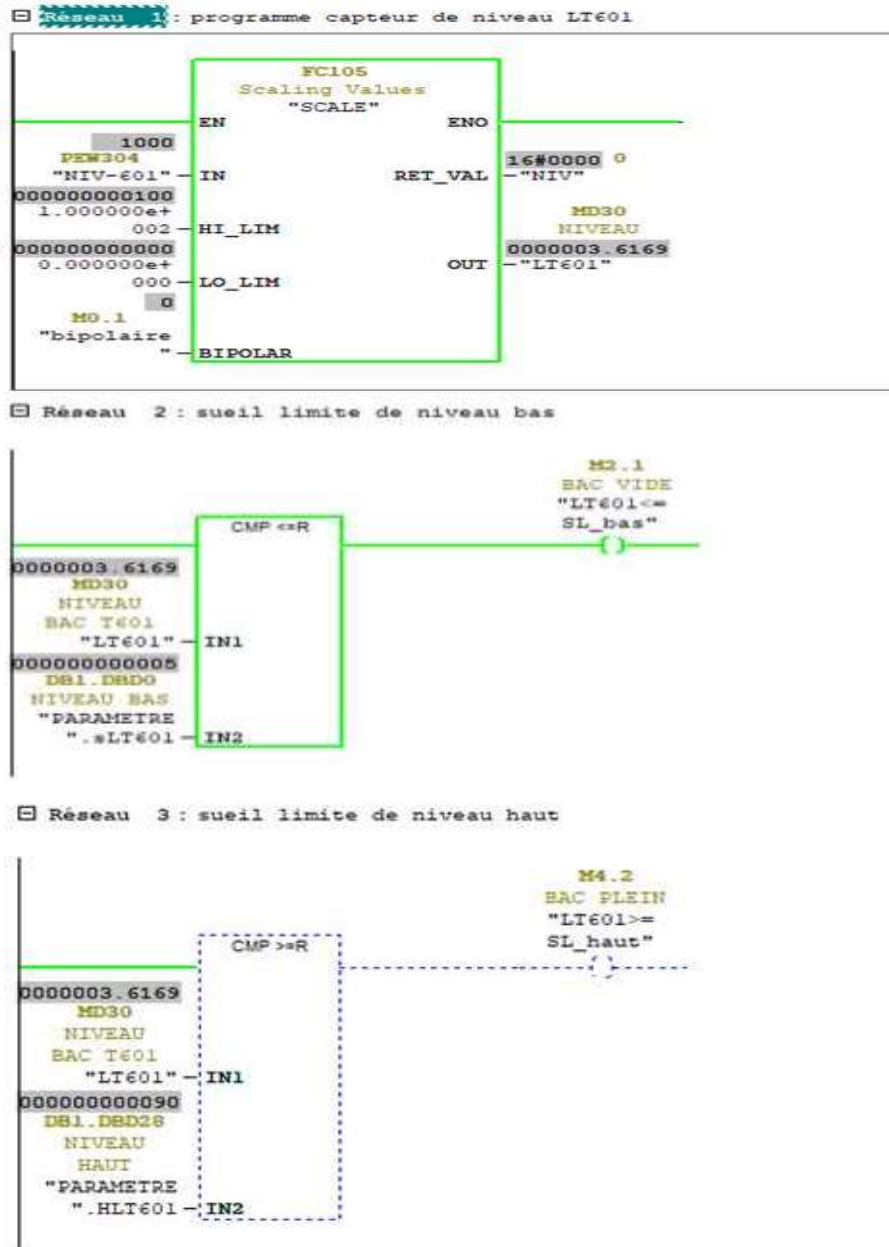 Réseau 1 : programme capteur de niveau LT601
FC105
Scaling Values
"SCALE"
EN ENO
1000
PEW304
"NIV-601" IN
16#0000 0
RET_VAL "NIV"
000000000100
1.000000e+
002 HI_LIM
MD30
NIVEAU
000000000000
0.000000e+
000 LO_LIM
0000003.6169
OUT "LT601"
0
M0.1
"bipolaire
" BIPOLAR
Réseau 2 : sueil limite de niveau bas
M2.1
BAC VIDE
"LT601<=
SL_bas"
CMP <=R
0000003.6169
MD30
NIVEAU
BAC T601
"LT601" IN1
000000000005
DB1.DBD0
NIVEAU BAS
"PARAMETRE
".sLT601 IN2
Réseau 3 : sueil limite de niveau haut
M4.2
BAC PLEIN
"LT601>=
SL_haut"
CMP >=R
0000003.6169
MD30
NIVEAU
BAC T601
"LT601" IN1
000000000090
DB1.DBD28
NIVEAU
HAUT
"PARAMETRE
".HLT601 IN2